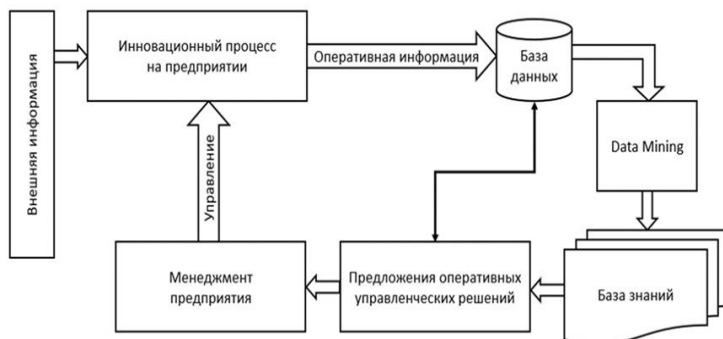 Внешняя информация
Инновационный процесс
на предприятии
Оперативная информация
База
данных
Data Mining
Управление
Менеджмент
предприятия
Предложения оперативных
управленческих решений
База знаний